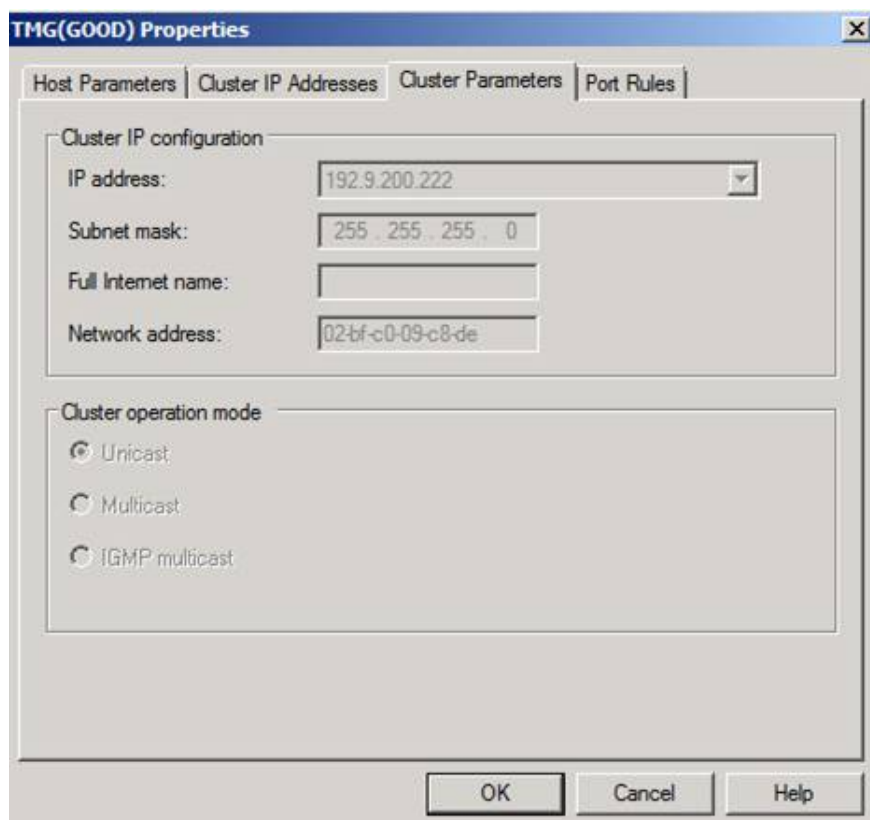 TMG(GOOD) Properties
Host Parameters Cluster IP Addresses Cluster Parameters Port Rules
Cluster IP configuration
IP address: 192.9.200.222
Subnet mask: 255 . 255 . 255 . 0
Full Internet name:
Network address: 02-bf-c0-09-c8-de
Cluster operation mode
Unicast
Multicast
IGMP multicast
OK Cancel Help